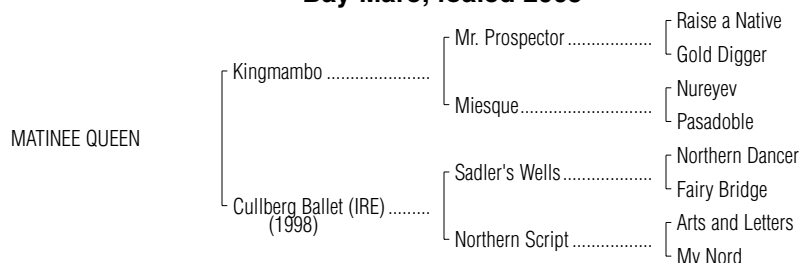 Bay Mare, foaled
Raise a Native
Mr. Prospector
Gold Digger
Kingmambo
Nureyev
Miesque
Pasadoble
MATINEE QUEEN
Northern Dancer
Sadler's Wells
Fairy Bridge
Cullberg Ballet (IRE)
(1998)
Arts and Letters
Northern Script
My Nord